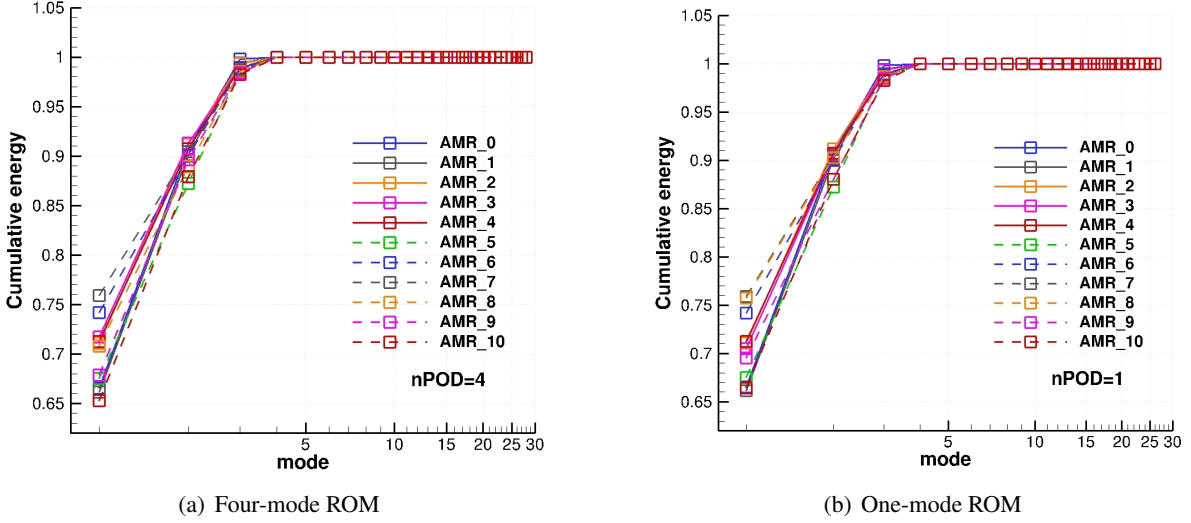 1.05
1
0.95
0.9
0.85
0.8
0.75
0.7
0.65
Cumulative energy
AMR_0
AMR_1
AMR_2
AMR_3
AMR_4
AMR_5
AMR_6
AMR_7
AMR_8
AMR_9
AMR_10
nPOD=4
5 10 15 20 25 30
mode
(a) Four-mode ROM
1.05
1
0.95
0.9
0.85
0.8
0.75
0.7
0.65
Cumulative energy
AMR_0
AMR_1
AMR_2
AMR_3
AMR_4
AMR_5
AMR_6
AMR_7
AMR_8
AMR_9
AMR_10
nPOD=1
5 10 15 20 25 30
mode
(b) One-mode ROM